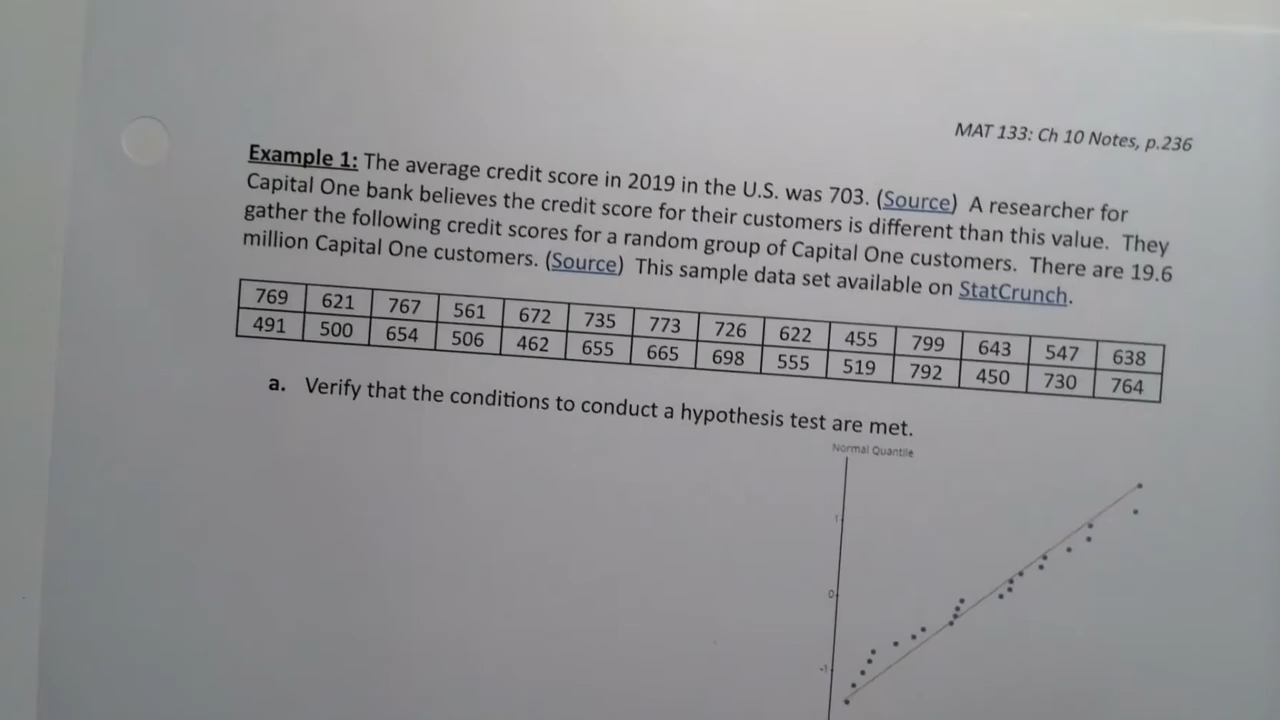 MAT 133: Ch 10 Notes, p.236
Example 1: The average credit score in 2019 in the U.S. was 703. (Source) A researcher for
Capital One bank believes the credit score for their customers is different than this value. They
gather the following credit scores for a random group of Capital One customers. There are 19.6
million Capital One customers. (Source) This sample data set available on StatCrunch.
769 621 767 561 672 735 773 726 622 455 799 643 547 638
491 500 654 506 462 655 665 698 555 519 792 450 730 764
a. Verify that the conditions to conduct a hypothesis test are met.
Normal Quantile
1
0
-1